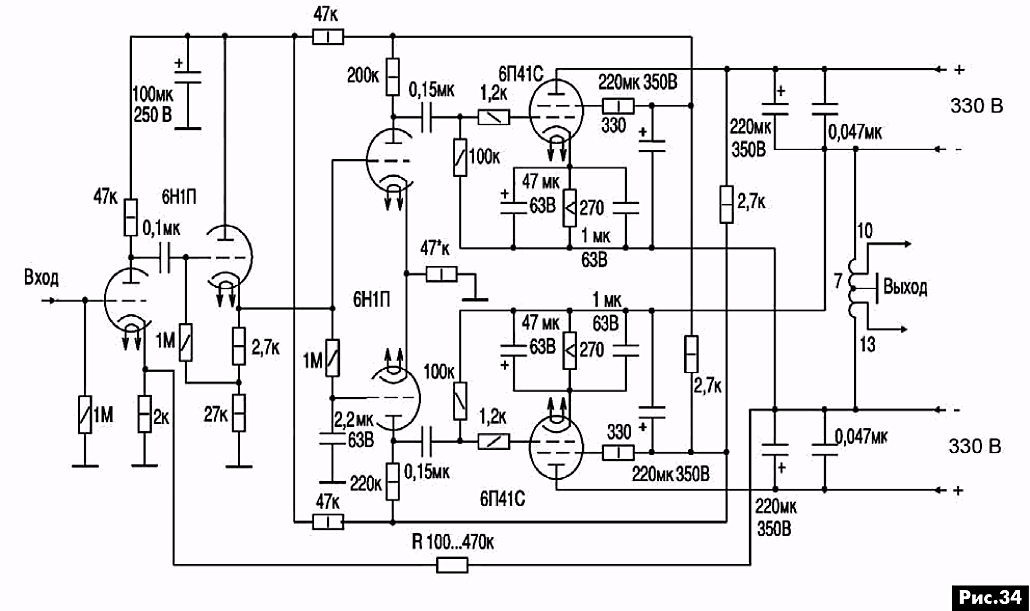 47к
200к
0,15мк
1,2к
6П41С
220мк 350В
330
+
330 В
-
100мк
250 В
+
100к
+
220мк
350В
+
0,047мк
47к
6Н1П
0,1мк
47 мк
63В
+
270
1 мк
63В
2,7к
10
7
Выход
13
Вход
47*к
6Н1П
1М
2,7к
1М
27к
1М
2к
2,2мк
63В
100к
1,2к
0,15мк
220к
47 мк
63В
+
270
1 мк
63В
2,7к
330
+
220мк 350В
6П41С
-
330 В
+
0,047мк
+
220мк
350В
47к
R 100...470к
Рис.34